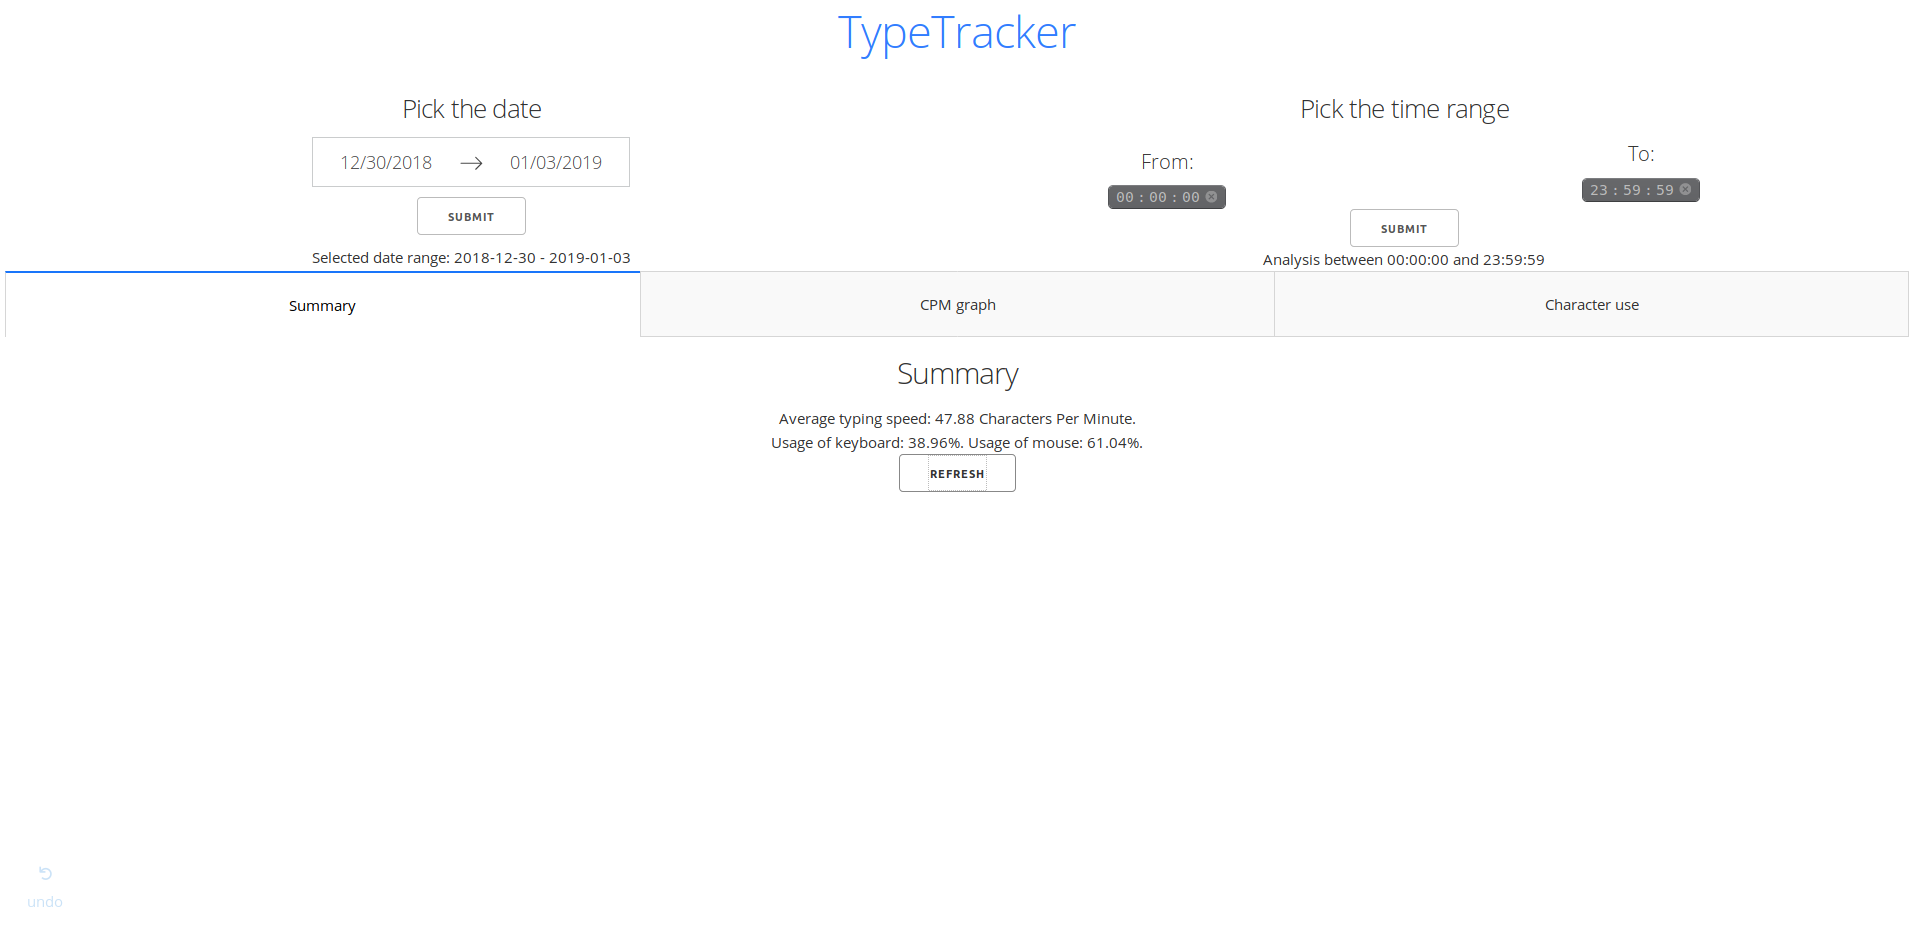 TypeTracker
Pick the date
12/30/2018 → 01/03/2019
SUBMIT
Selected date range: 2018-12-30 - 2019-01-03
Pick the time range
From:
00 : 00 : 00
To:
23 : 59 : 59
SUBMIT
Analysis between 00:00:00 and 23:59:59
Summary
CPM graph
Character use
Summary
Average typing speed: 47.88 Characters Per Minute.
Usage of keyboard: 38.96%. Usage of mouse: 61.04%.
REFRESH
undo